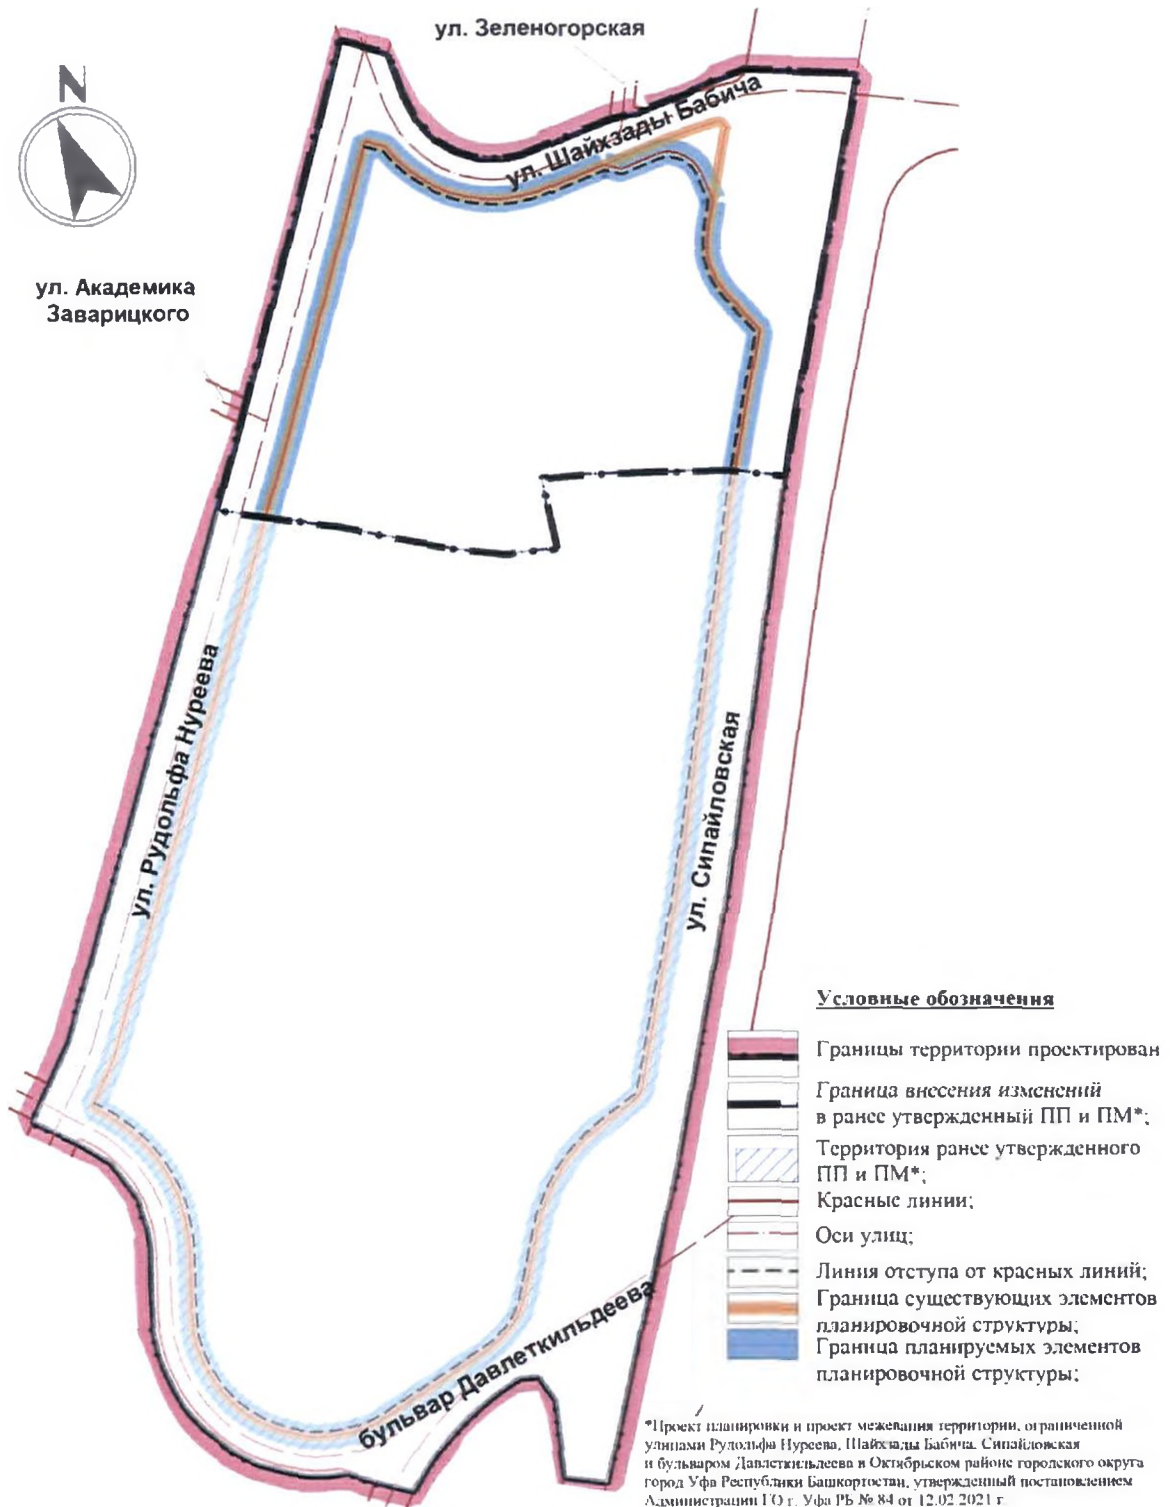 ул. Зеленогорская
N
ул. Шайхзады Бабича
ул. Академика
Заварицкого
ул. Рудольфа Нуреева
ул. Сипайловская
бульвар Давлеткильдеева
Условные обозначения
Границы территории проектирован
Граница внесения изменений
в ранее утвержденный ПП и ПМ*;
Территория ранее утвержденного
ПП и ПМ*;
Красные линии;
Оси улиц;
Линия отступа от красных линий;
Граница существующих элементов
планировочной структуры;
Граница планируемых элементов
планировочной структуры;
*Проект планировки и проект межевания территории, ограниченной
улицами Рудольфа Нуреева, Шайхзады Бабича, Сипайловская
и бульваром Давлеткильдеева в Октябрьском районе городского округа
город Уфа Республики Башкортостан, утвержденный постановлением
Администрации ГО г. Уфа РБ № 84 от 12.02.2021 г.